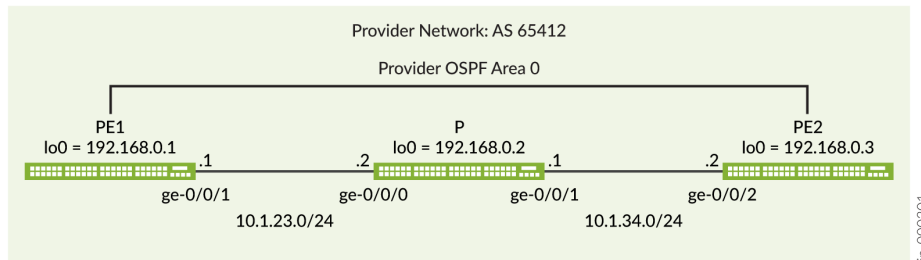 Provider Network: AS 65412
Provider OSPF Area 0
PE1
lo0 = 192.168.0.1
P
lo0 = 192.168.0.2
PE2
lo0 = 192.168.0.3
.1
.2
.1
.2
ge-0/0/1
ge-0/0/0
ge-0/0/1
ge-0/0/2
10.1.23.0/24
10.1.34.0/24